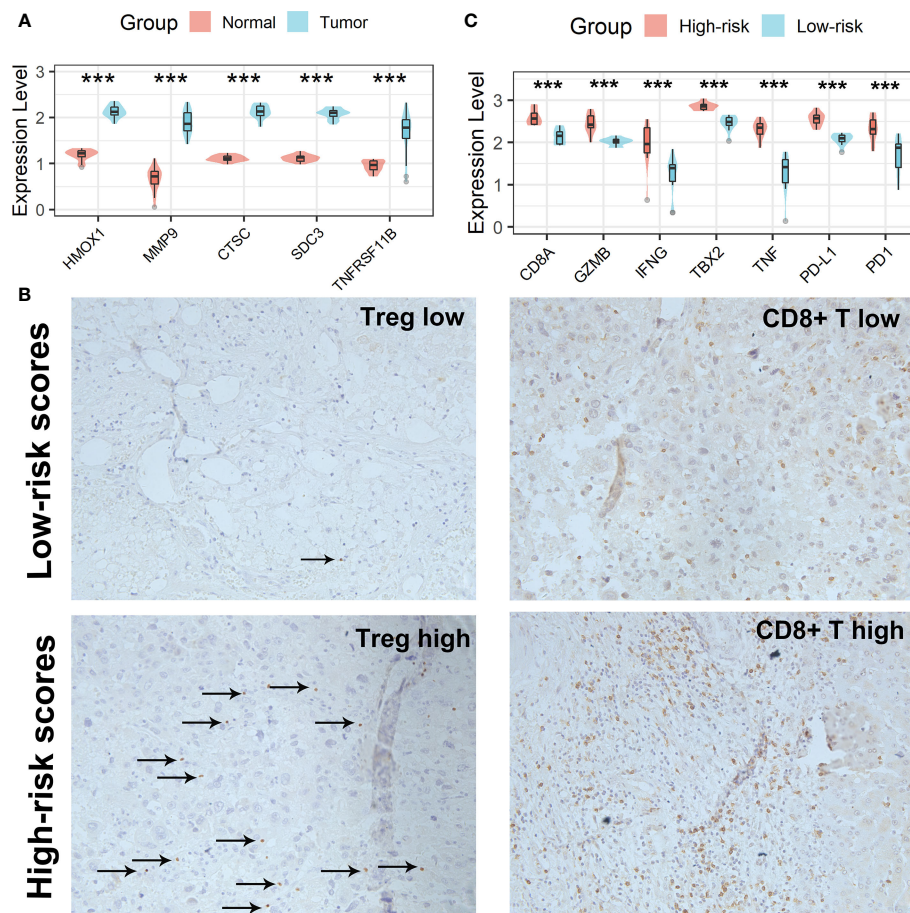 A
Group Normal Tumor
Expression Level
3
2
1
0
*** *** *** *** ***
HMOX1
MMP9
CTSC
SDC3
TNFRSF11B
C
Group High-risk Low-risk
Expression Level
3
2
1
0
*** *** *** *** *** *** ***
CD8A
GZMB
IFNG
TBX2
TNF
PD-L1
PD1
B
Low-risk scores
Treg low
CD8+ T low
High-risk scores
Treg high
CD8+ T high